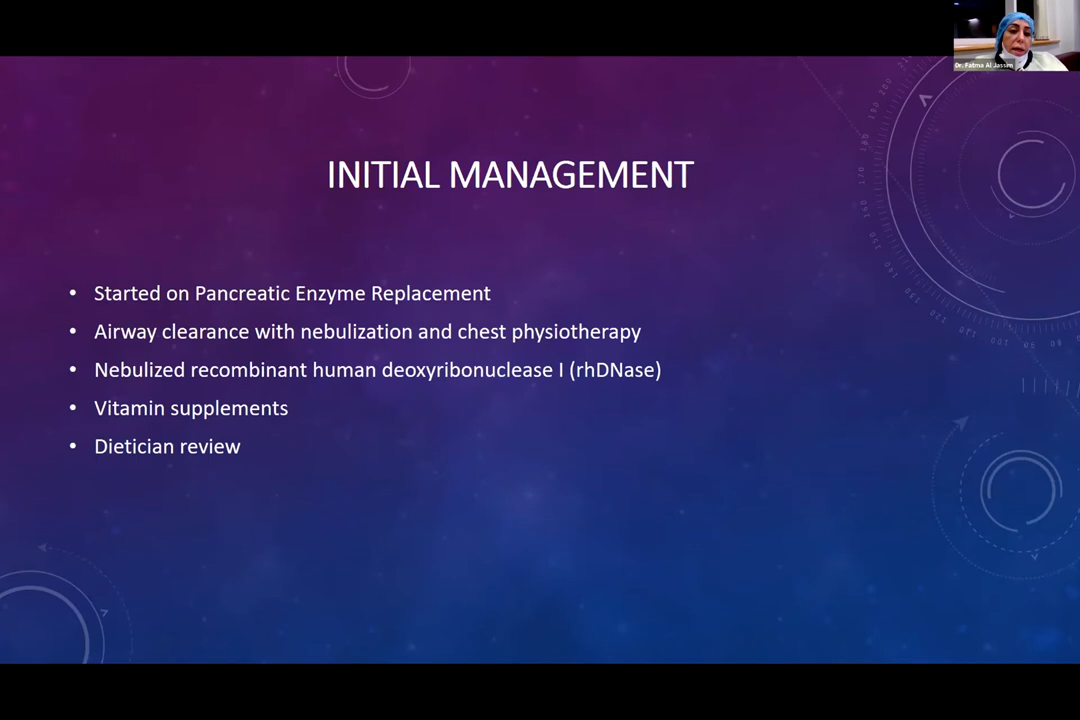 Dr. Fatma Al Jassim
INITIAL MANAGEMENT
• Started on Pancreatic Enzyme Replacement
• Airway clearance with nebulization and chest physiotherapy
• Nebulized recombinant human deoxyribonuclease I (rhDNase)
• Vitamin supplements
• Dietician review